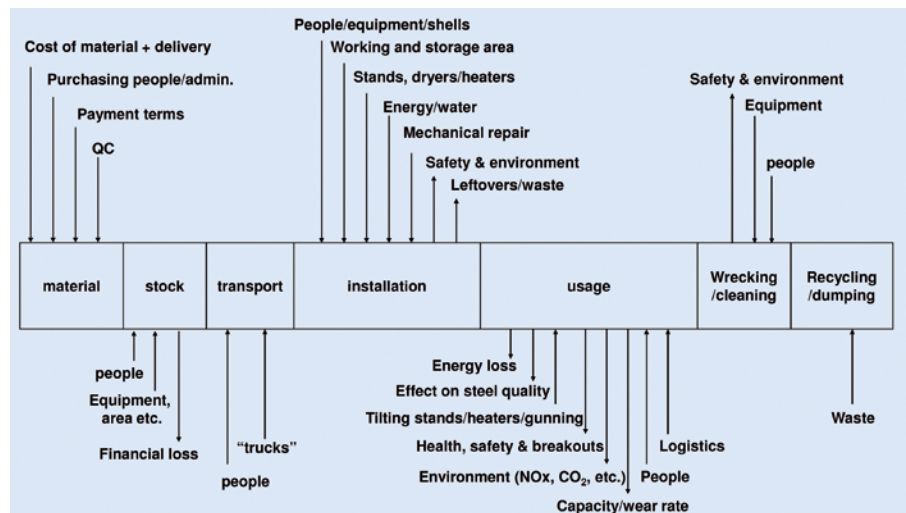 People/equipment/shells
Cost of material + delivery
Working and storage area
Purchasing people/admin.
Stands, dryers/heaters
Safety & environment
Payment terms
Energy/water
Equipment
QC
Mechanical repair
Safety & environment
people
Leftovers/waste
material
stock
transport
installation
usage
Wrecking
/cleaning
Recycling
/dumping
people
Energy loss
Equipment,
area etc.
Effect on steel quality
Tilting stands/heaters/gunning
Waste
Financial loss
“trucks”
Health, safety & breakouts
Logistics
people
Environment (NOx, CO₂, etc.)
People
Capacity/wear rate